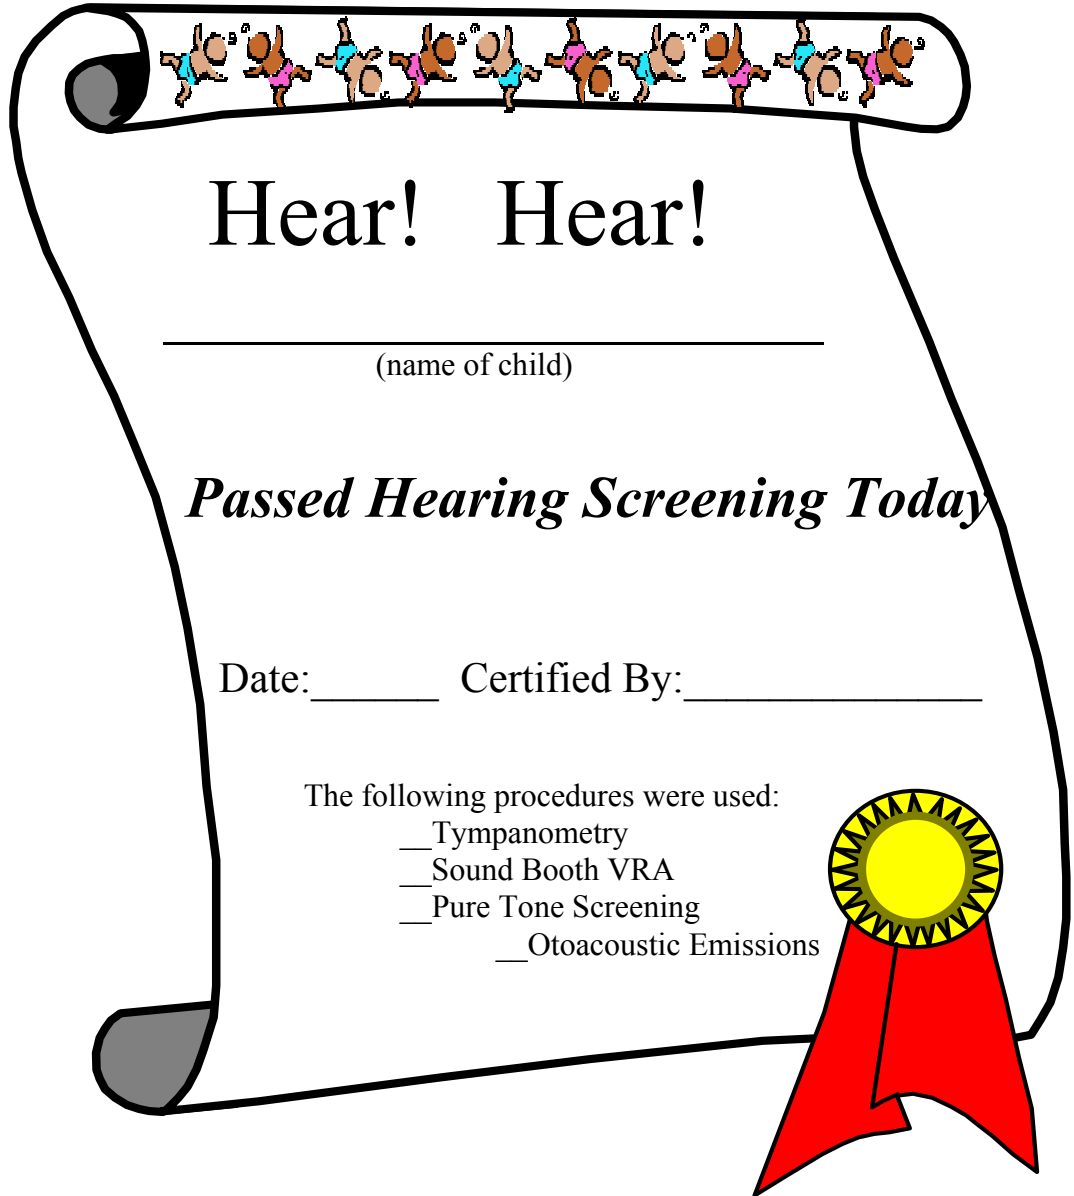 Hear! Hear!
(name of child)
Passed Hearing Screening Today
Date:______ Certified By:______________
The following procedures were used:
__Tympanometry
__Sound Booth VRA
__Pure Tone Screening
__Otoacoustic Emissions